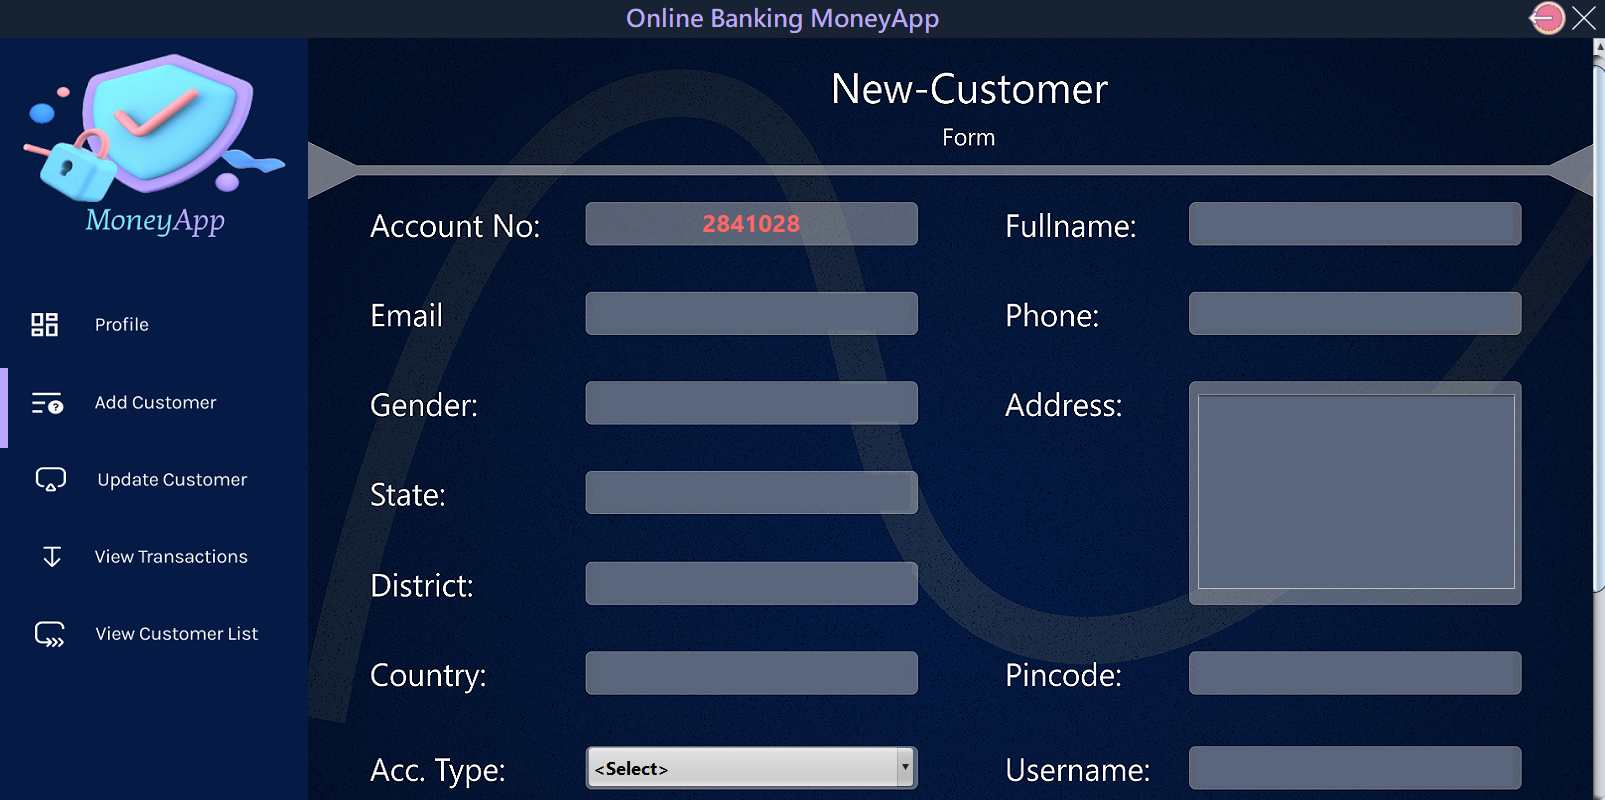 Online Banking MoneyApp
MoneyApp
Profile
Add Customer
Update Customer
View Transactions
View Customer List
New-Customer
Form
Account No: 2841028 Fullname:
Email Phone:
Gender: Address:
State:
District:
Country: Pincode:
Acc. Type: <Select> Username: